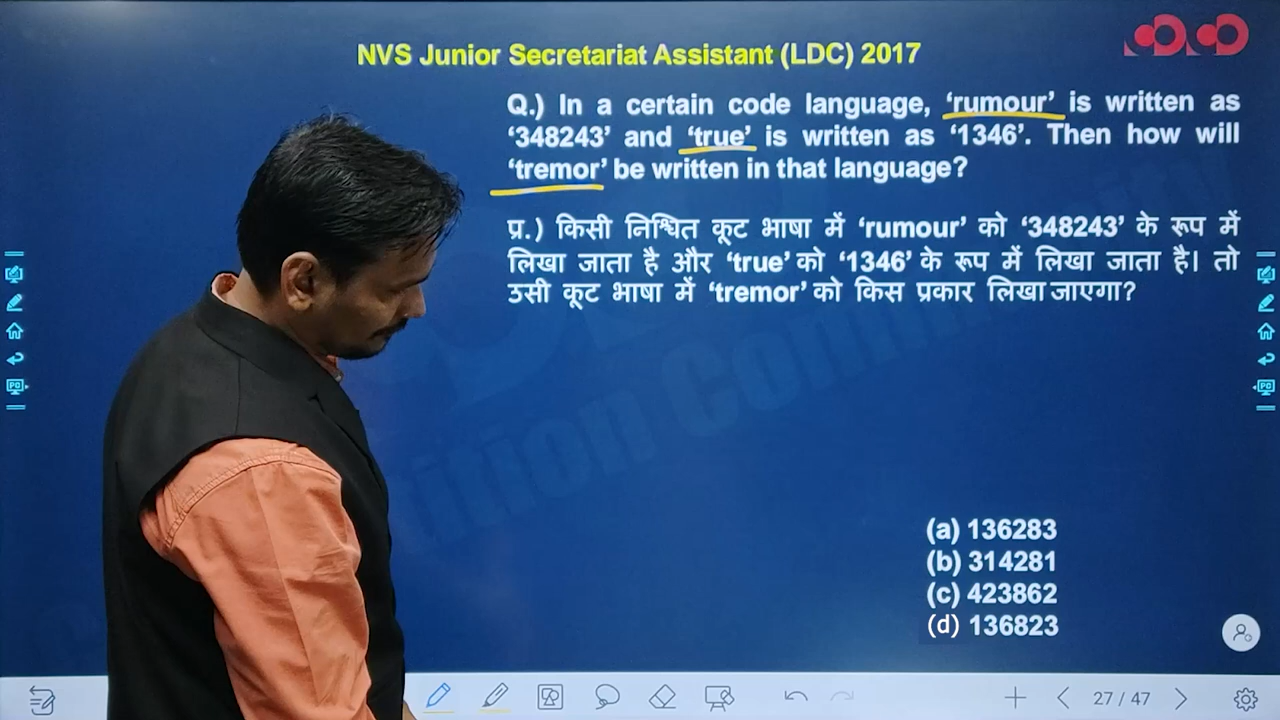 NVS Junior Secretariat Assistant (LDC) 2017
Q.) In a certain code language, ‘rumour’ is written as
‘348243’ and ‘true’ is written as ‘1346’. Then how will
‘tremor’ be written in that language?
प्र.) किसी निश्चित कूट भाषा में ‘rumour’ को ‘348243’ के रूप में
लिखा जाता है और ‘true’ को ‘1346’ के रूप में लिखा जाता है। तो
उसी कूट भाषा में ‘tremor’ को किस प्रकार लिखा जाएगा?
(a) 136283
(b) 314281
(c) 423862
(d) 136823
27 / 47